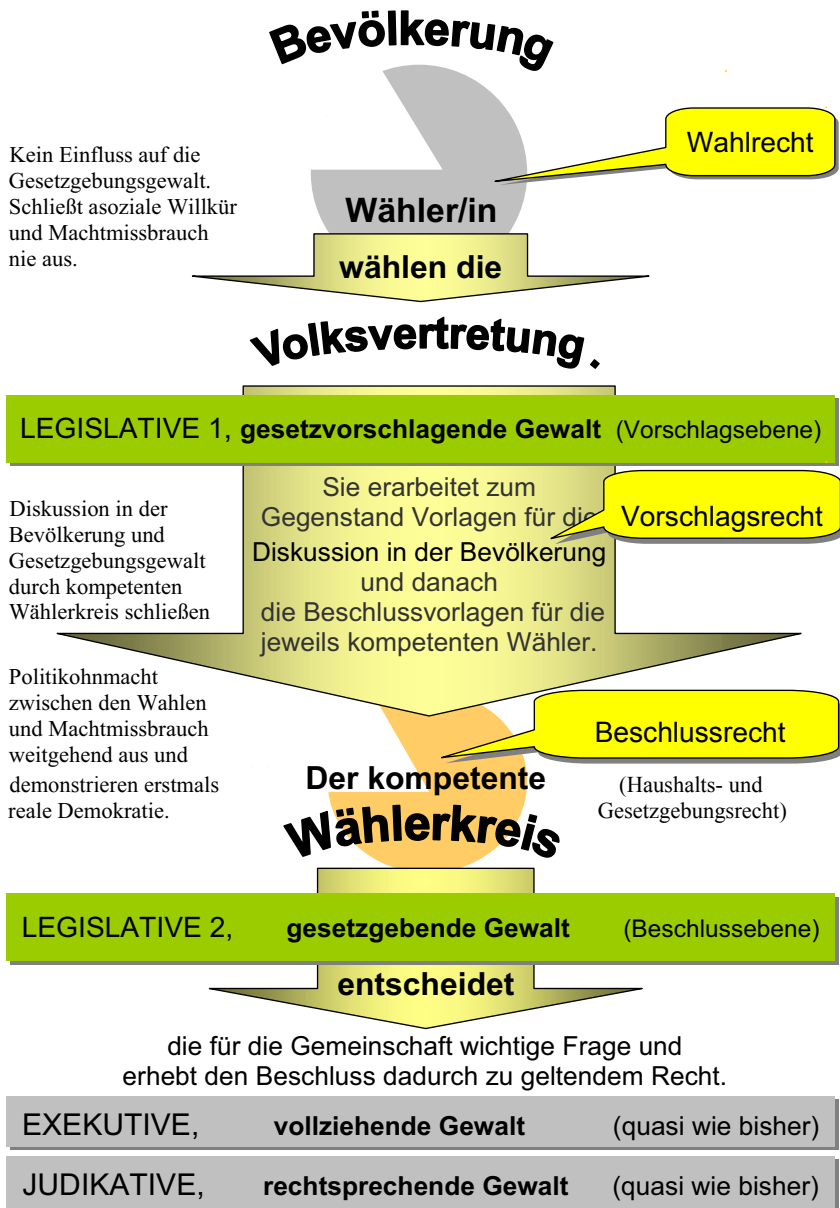 Bevölkerung
Wahlrecht
Kein Einfluss auf die
Gesetzgebungsgewalt.
Schließt asoziale Willkür
und Machtmissbrauch
nie aus.
Wähler/in
wählen die
Volksvertretung.
LEGISLATIVE 1, gesetzvorschlagende Gewalt (Vorschlagsebene)
Sie erarbeitet zum
Gegenstand Vorlagen für die
Diskussion in der Bevölkerung
und danach
die Beschlussvorlagen für die
jeweils kompetenten Wähler.
Vorschlagsrecht
Diskussion in der
Bevölkerung und
Gesetzgebungsgewalt
durch kompetenten
Wählerkreis schließen
Politikohnmacht
zwischen den Wahlen
und Machtmissbrauch
weitgehend aus und
demonstrieren erstmals
reale Demokratie.
Beschlussrecht
(Haushalts- und
Gesetzgebungsrecht)
Der kompetente
Wählerkreis
LEGISLATIVE 2, gesetzgebende Gewalt (Beschlussebene)
entscheidet
die für die Gemeinschaft wichtige Frage und
erhebt den Beschluss dadurch zu geltendem Recht.
EXEKUTIVE, vollziehende Gewalt (quasi wie bisher)
JUDIKATIVE, rechtsprechende Gewalt (quasi wie bisher)